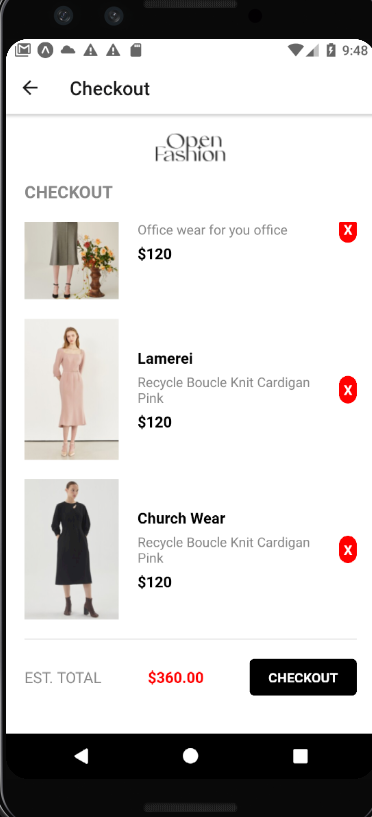 9:48
Checkout
Open
Fashion
CHECKOUT
Office wear for you office
X
$120
Lamerei
Recycle Boucle Knit Cardigan
Pink
X
$120
Church Wear
Recycle Boucle Knit Cardigan
Pink
X
$120
EST. TOTAL $360.00 CHECKOUT